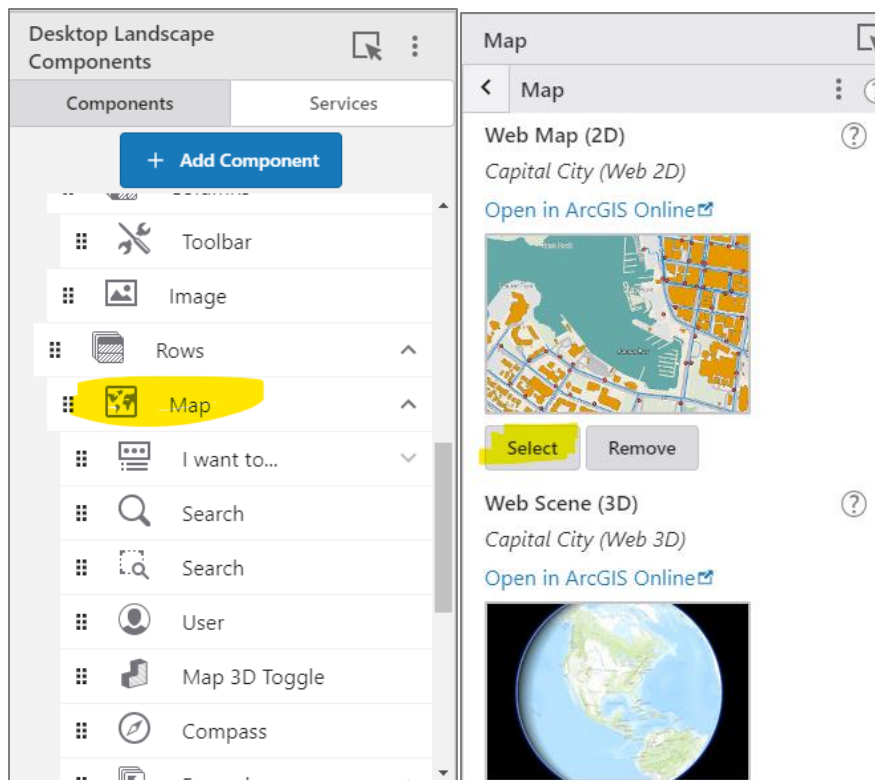 Desktop Landscape
Components
Components
Services
+ Add Component
Columns
Toolbar
Image
Rows
Map
I want to...
Search
Search
User
Map 3D Toggle
Compass
Map
Map
?
Web Map (2D)
?
Capital City (Web 2D)
Open in ArcGIS Online
Select
Remove
Web Scene (3D)
?
Capital City (Web 3D)
Open in ArcGIS Online